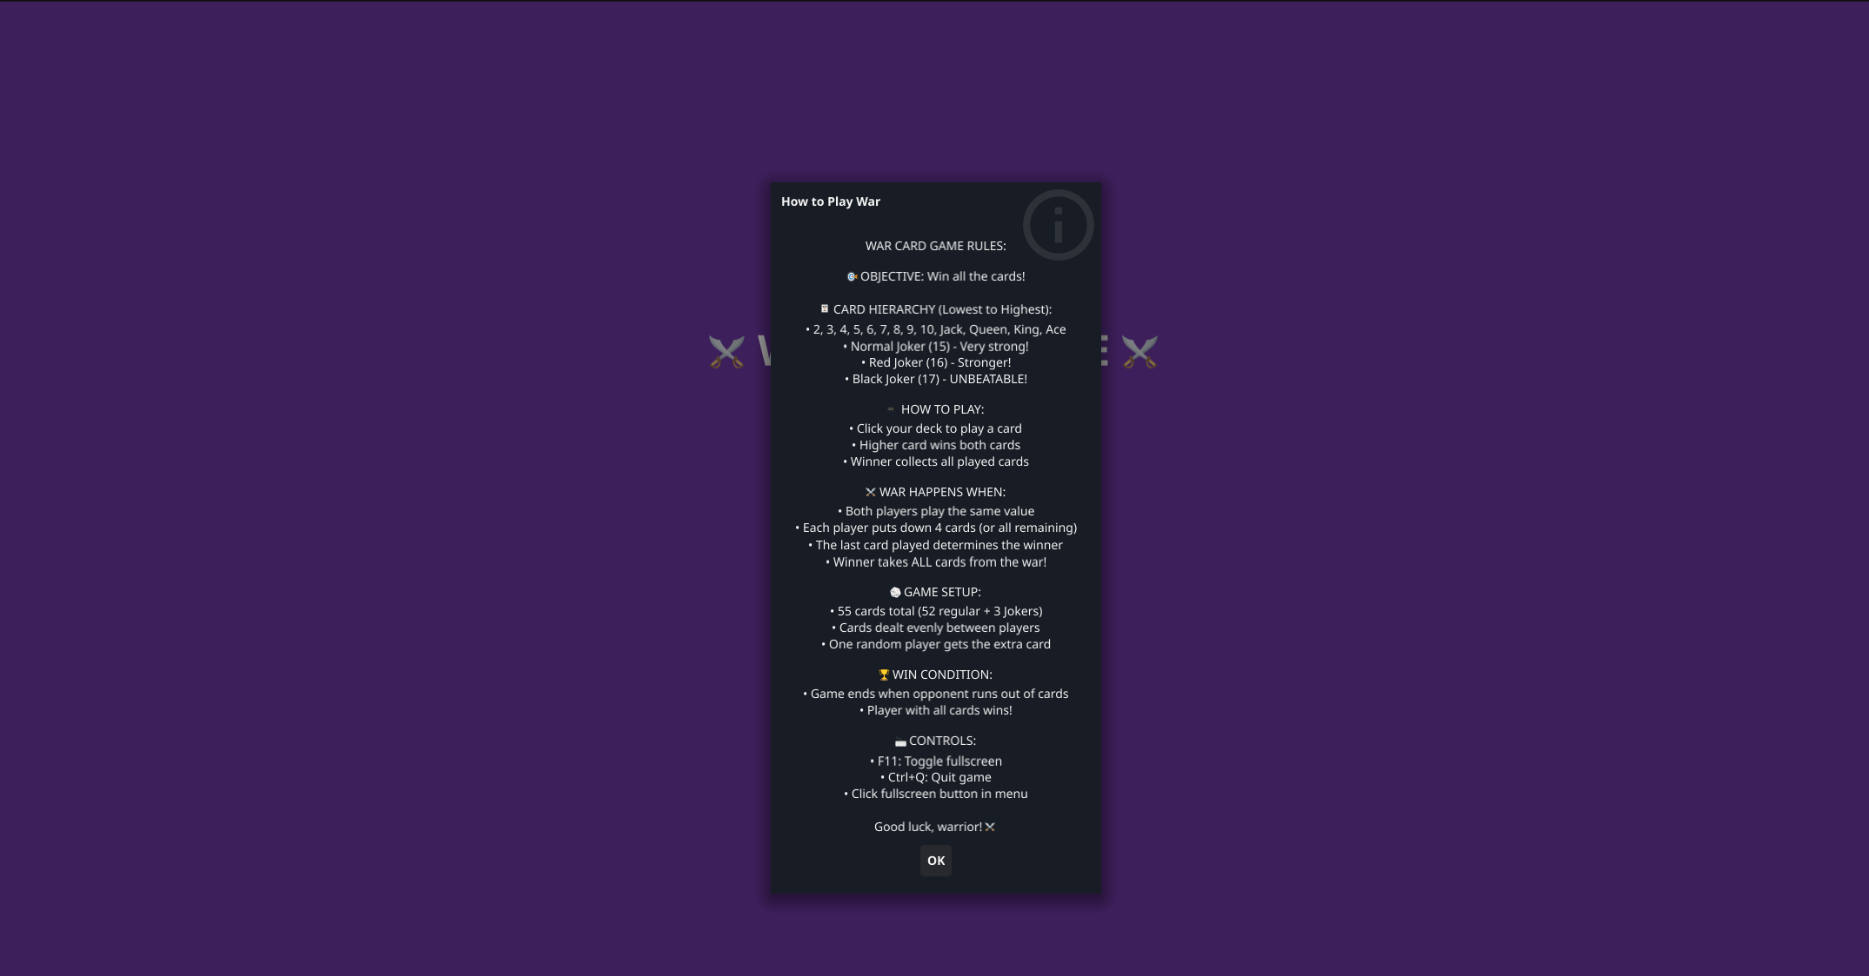 How to Play War
WAR CARD GAME RULES:
🎯 OBJECTIVE: Win all the cards!
🃏 CARD HIERARCHY (Lowest to Highest):
• 2, 3, 4, 5, 6, 7, 8, 9, 10, Jack, Queen, King, Ace
• Normal Joker (15) - Very strong!
• Red Joker (16) - Stronger!
• Black Joker (17) - UNBEATABLE!
HOW TO PLAY:
• Click your deck to play a card
• Higher card wins both cards
• Winner collects all played cards
⚔️ WAR HAPPENS WHEN:
• Both players play the same value
• Each player puts down 4 cards (or all remaining)
• The last card played determines the winner
• Winner takes ALL cards from the war!
🎲 GAME SETUP:
• 55 cards total (52 regular + 3 Jokers)
• Cards dealt evenly between players
• One random player gets the extra card
🏆 WIN CONDITION:
• Game ends when opponent runs out of cards
• Player with all cards wins!
⌨️ CONTROLS:
• F11: Toggle fullscreen
• Ctrl+Q: Quit game
• Click fullscreen button in menu
Good luck, warrior! ⚔️
OK